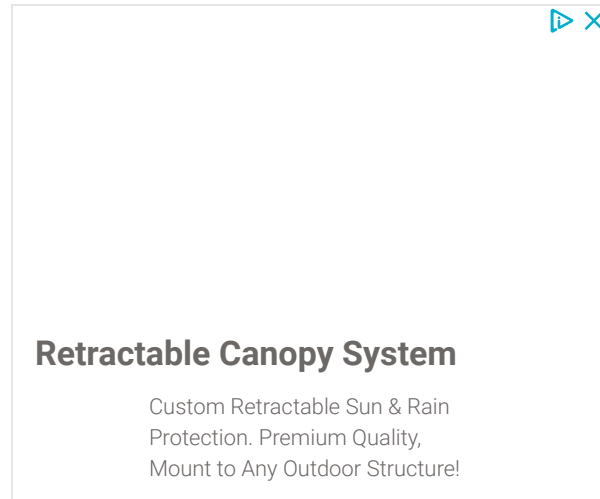 Retractable Canopy System
Custom Retractable Sun & Rain
Protection. Premium Quality,
Mount to Any Outdoor Structure!